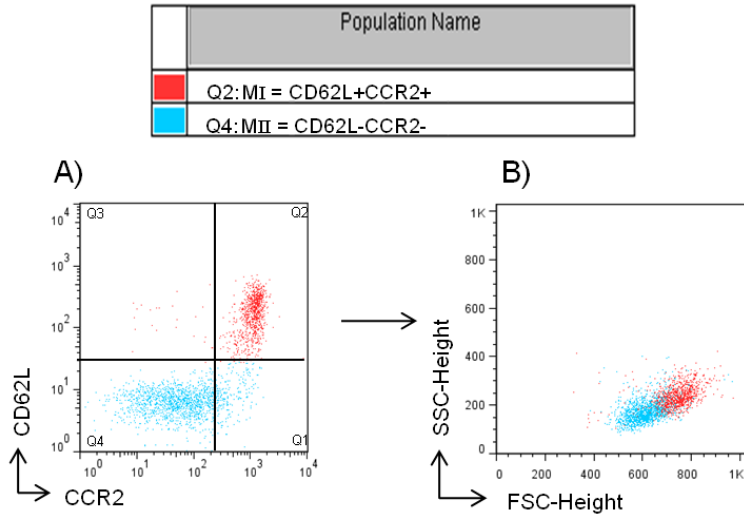 Population Name
Q2: MI = CD62L+CCR2+
Q4: MII = CD62L-CCR2-
A)
B)
Q3
Q2
Q4
Q1
10^4
10^3
10^2
10^1
10^0
10^0 10^1 10^2 10^3 10^4
CD62L
CCR2
1K
800
600
400
200
0
0 200 400 600 800 1K
SSC-Height
FSC-Height